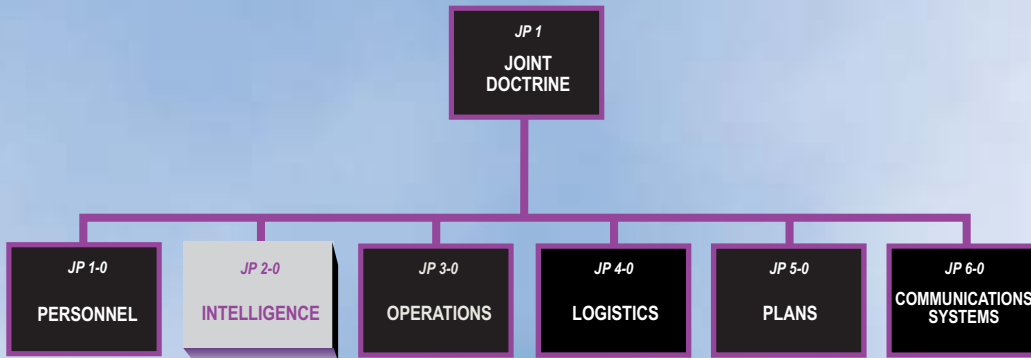 JP 1
JOINT
DOCTRINE
JP 1-0
PERSONNEL
JP 2-0
INTELLIGENCE
JP 3-0
OPERATIONS
JP 4-0
LOGISTICS
JP 5-0
PLANS
JP 6-0
COMMUNICATIONS
SYSTEMS